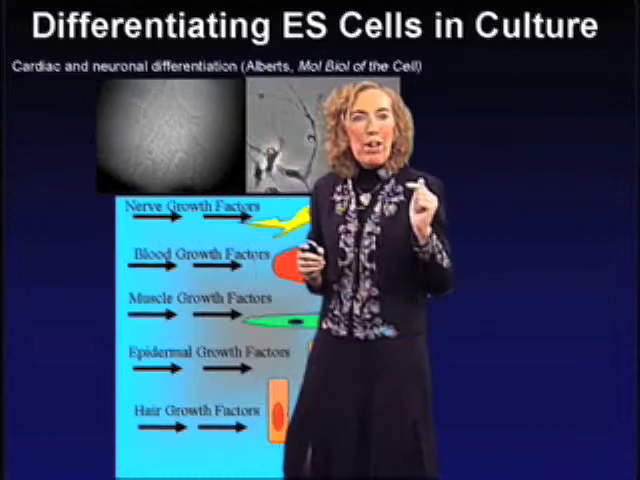 Differentiating ES Cells in Culture
Cardiac and neuronal differentiation (Alberts, Mol Biol of the Cell)
Nerve Growth Factors
Blood Growth Factors
Muscle Growth Factors
Epidermal Growth Factors
Hair Growth Factors